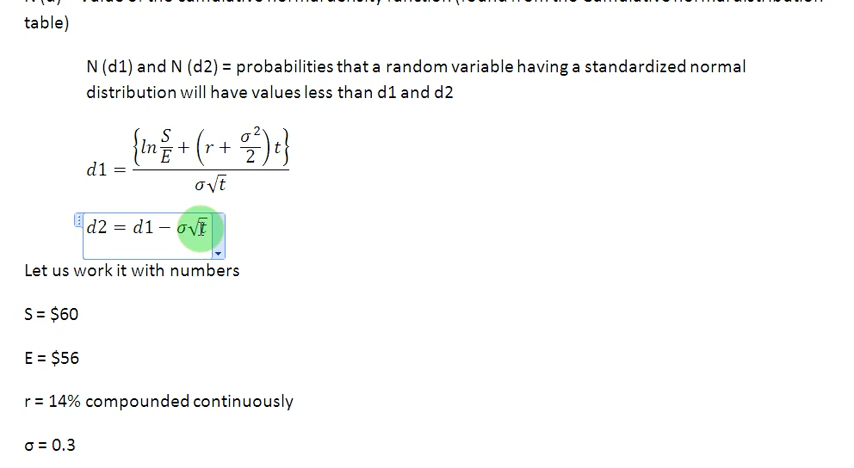 table)
N (d1) and N (d2) = probabilities that a random variable having a standardized normal
distribution will have values less than d1 and d2
d1 = {ln S/E + (r + σ²/2) t} / σ√t
d2 = d1 − σ√t
Let us work it with numbers
S = $60
E = $56
r = 14% compounded continuously
σ = 0.3